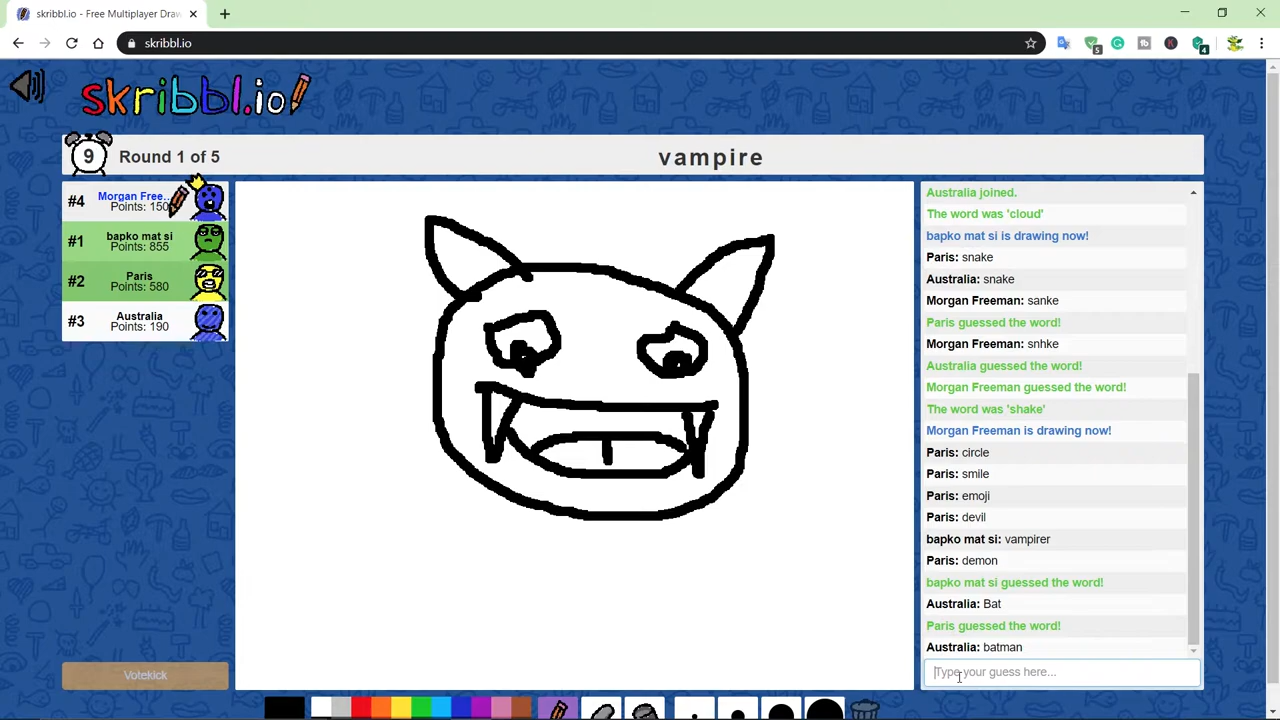 skribbl.io - Free Multiplayer Draw
skribbl.io
5
4
skribbl.io
9
Round 1 of 5
vampire
#4
Morgan Free...
Points: 150
#1
bapko mat si
Points: 855
#2
Paris
Points: 580
#3
Australia
Points: 190
Votekick
Australia joined.
The word was 'cloud'
bapko mat si is drawing now!
Paris: snake
Australia: snake
Morgan Freeman: sanke
Paris guessed the word!
Morgan Freeman: snhke
Australia guessed the word!
Morgan Freeman guessed the word!
The word was 'shake'
Morgan Freeman is drawing now!
Paris: circle
Paris: smile
Paris: emoji
Paris: devil
bapko mat si: vampirer
Paris: demon
bapko mat si guessed the word!
Australia: Bat
Paris guessed the word!
Australia: batman
Type your guess here...